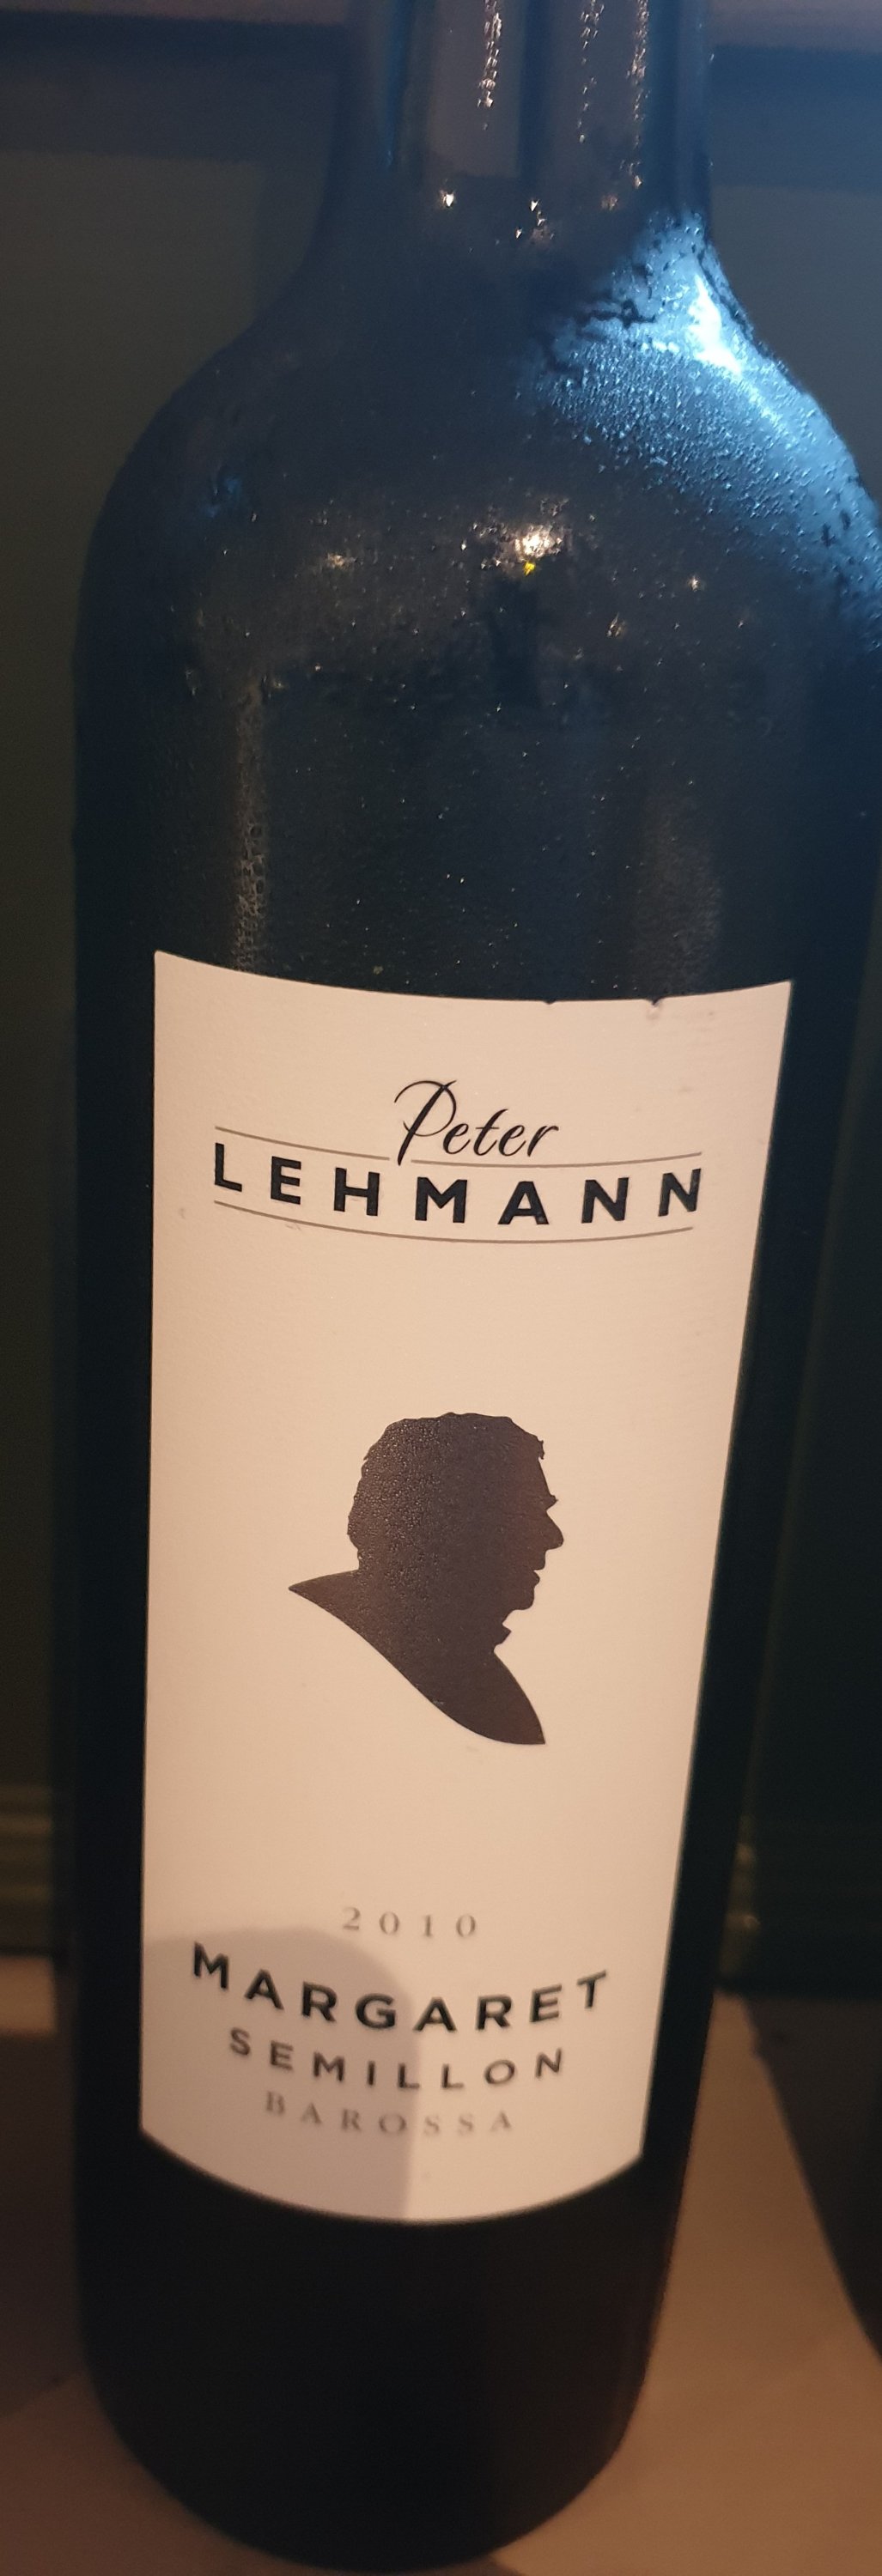 Peter
LEHMANN
2010
MARGARET
SEMILLON
BAROSSA